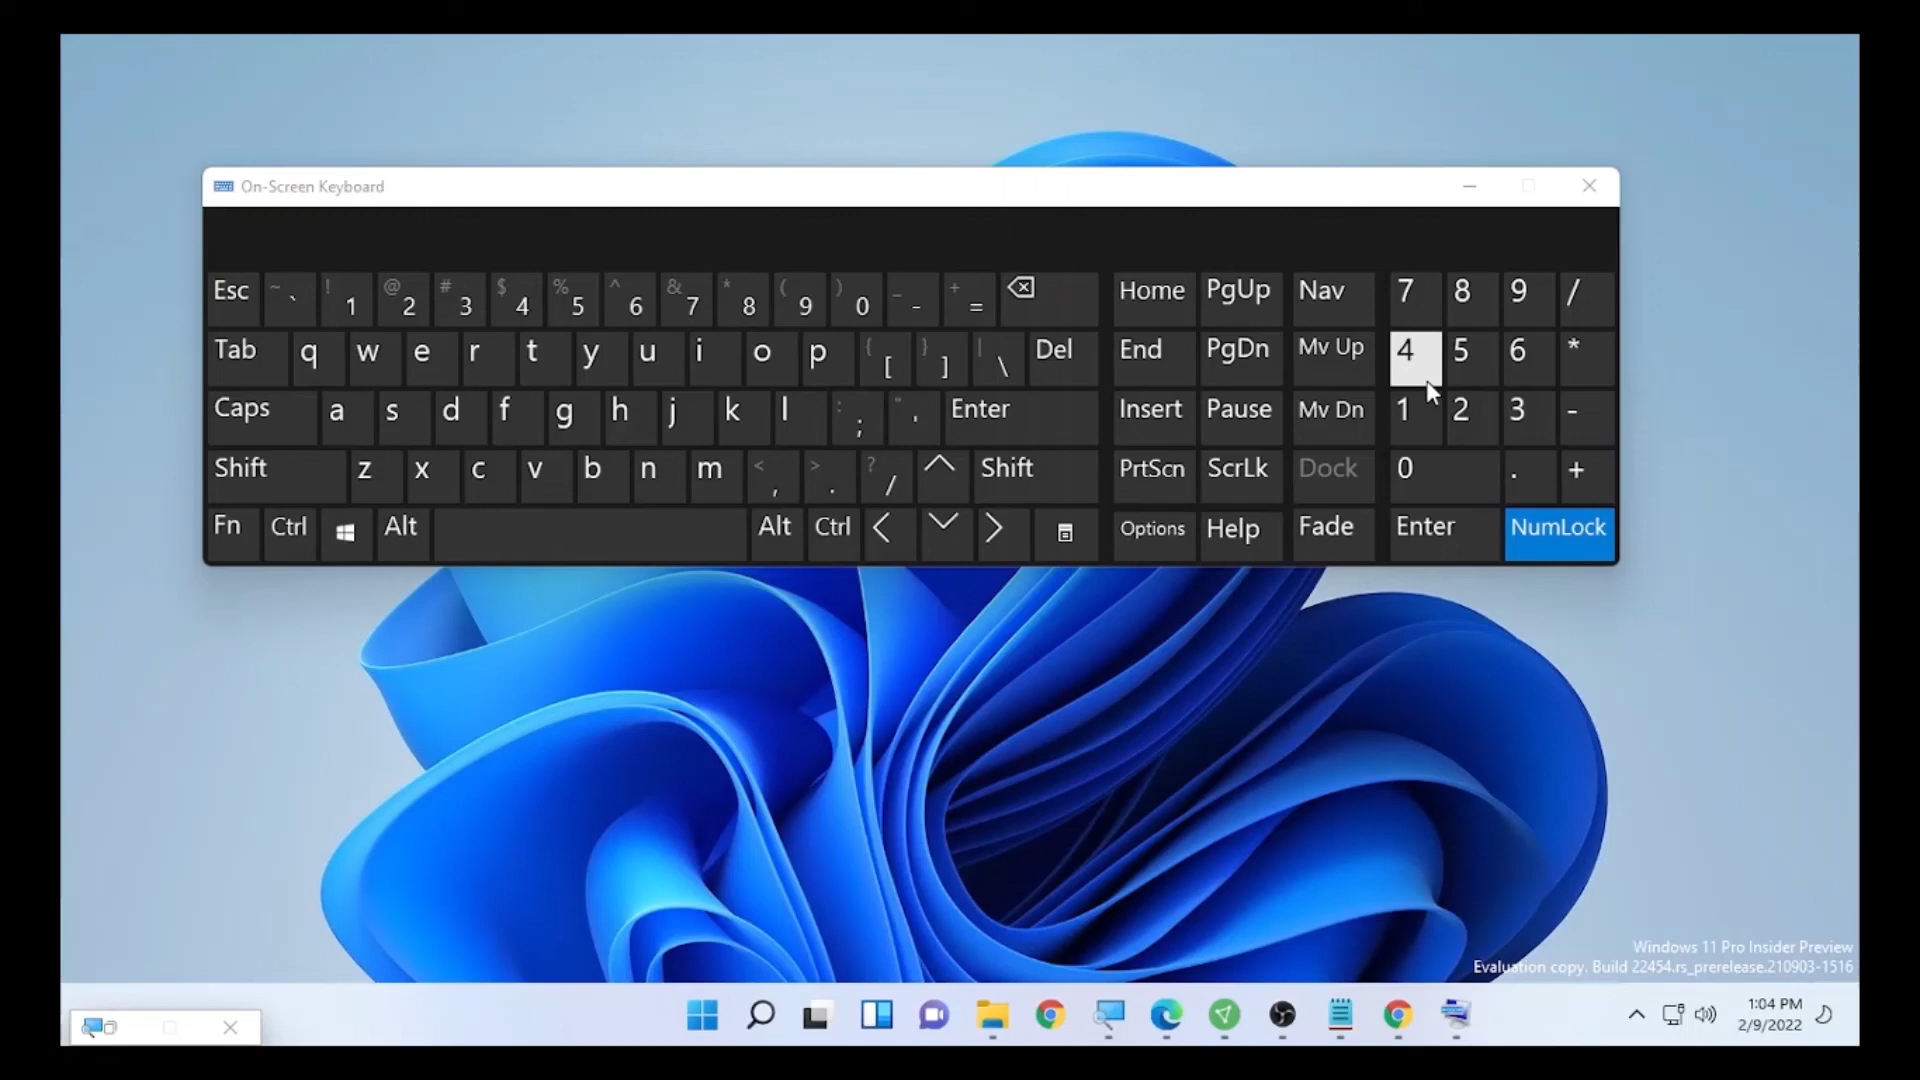 On-Screen Keyboard
Esc ~ ` ! 1 @ 2 # 3 $ 4 % 5 ^ 6 & 7 * 8 ( 9 ) 0 _ - + = Home PgUp Nav 7 8 9 /
Tab q w e r t y u i o p { [ } ] | \ Del End PgDn Mv Up 4 5 6 *
Caps a s d f g h j k l : ; " ' Enter Insert Pause Mv Dn 1 2 3 -
Shift z x c v b n m < , > . ? / Shift PrtScn ScrLk Dock 0 . +
Fn Ctrl Alt Alt Ctrl Options Help Fade Enter NumLock
Windows 11 Pro Insider Preview
Evaluation copy. Build 22454.rs_prerelease.210903-1516
1:04 PM
2/9/2022